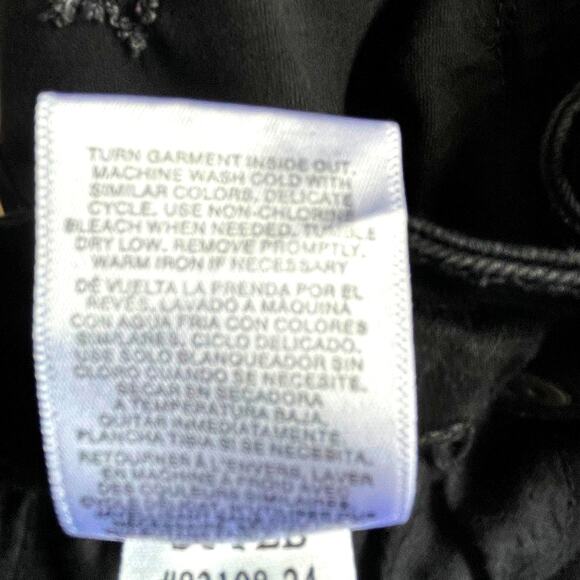 TURN GARMENT INSIDE OUT.
MACHINE WASH COLD WITH
SIMILAR COLORS, DELICATE
CYCLE. USE NON-CHLORINE
BLEACH WHEN NEEDED. TUMBLE
DRY LOW. REMOVE PROMPTLY.
WARM IRON IF NECESSARY
DÉ VUELTA LA PRENDA POR EL
REVÉS. LAVADO A MÁQUINA
CON AGUA FRIA CON COLORES
SIMILARES. CICLO DELICADO.
USE SOLO BLANQUEADOR SIN
CLORO CUANDO SE NECESITE.
SECAR EN SECADORA
A TEMPERATURA BAJA.
QUITAR INMEDIATAMENTE.
PLANCHA TIBIA SI SE NECESITA.
RETOURNER À L'ENVERS. LAVER
EN MACHINE À FROID, AVEC
DES COULEURS SIMILAIRES